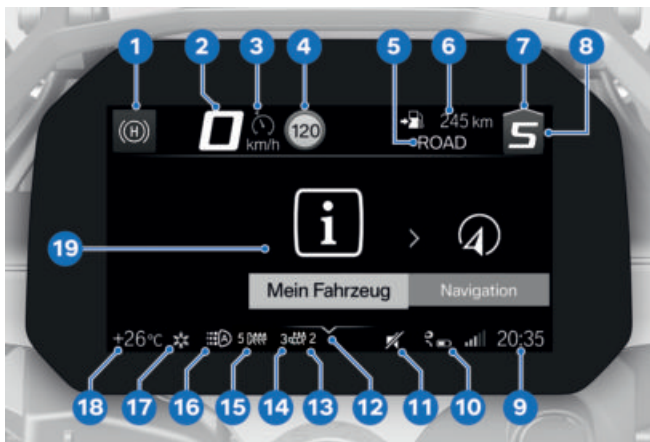 1 2 3 4 5 6 7 8
(H) 0 km/h 120 245 km S
ROAD
19
i
Mein Fahrzeug Navigation
+26°C A 5 3 2 20:35
18 17 16 15 14 13 12 11 10 9